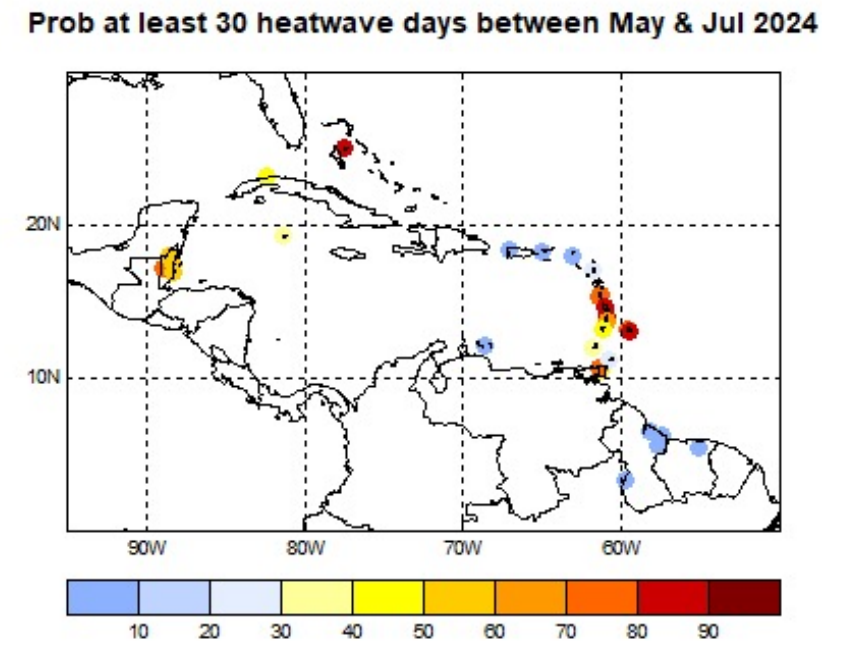 Prob at least 30 heatwave days between May & Jul 2024
20N
10N
90W 80W 70W 60W
10 20 30 40 50 60 70 80 90